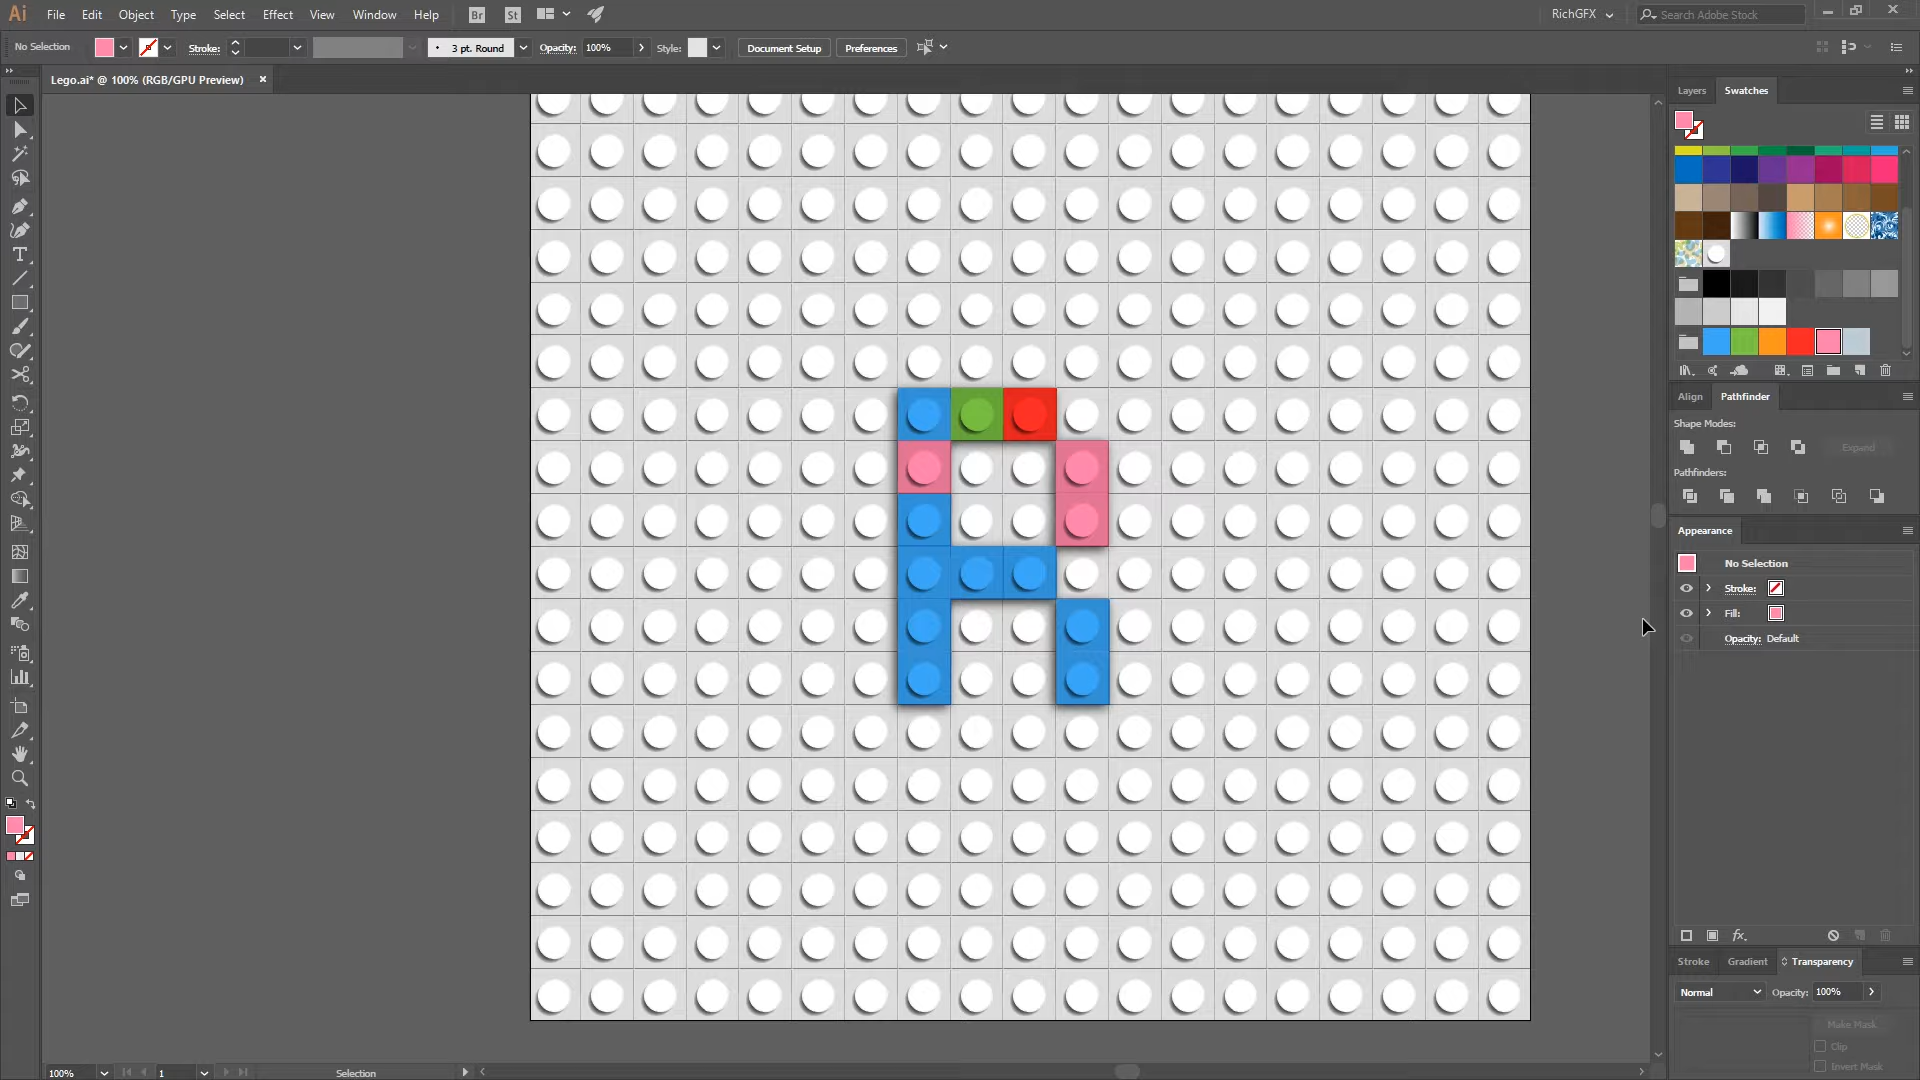 Ai File Edit Object Type Select Effect View Window Help Br St RichGFX Search Adobe Stock
No Selection Stroke: 3 pt. Round Opacity: 100% Style: Document Setup Preferences
Lego.ai* @ 100% (RGB/GPU Preview)
Layers Swatches
Align Pathfinder
Shape Modes:
Expand
Pathfinders:
Appearance
No Selection
Stroke:
Fill:
Opacity: Default
fx
Stroke Gradient Transparency
Normal Opacity: 100%
Make Mask
Clip
Invert Mask
100% 1 Selection